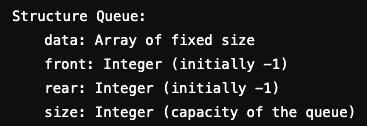 Structure Queue:
    data: Array of fixed size
    front: Integer (initially -1)
    rear: Integer (initially -1)
    size: Integer (capacity of the queue)